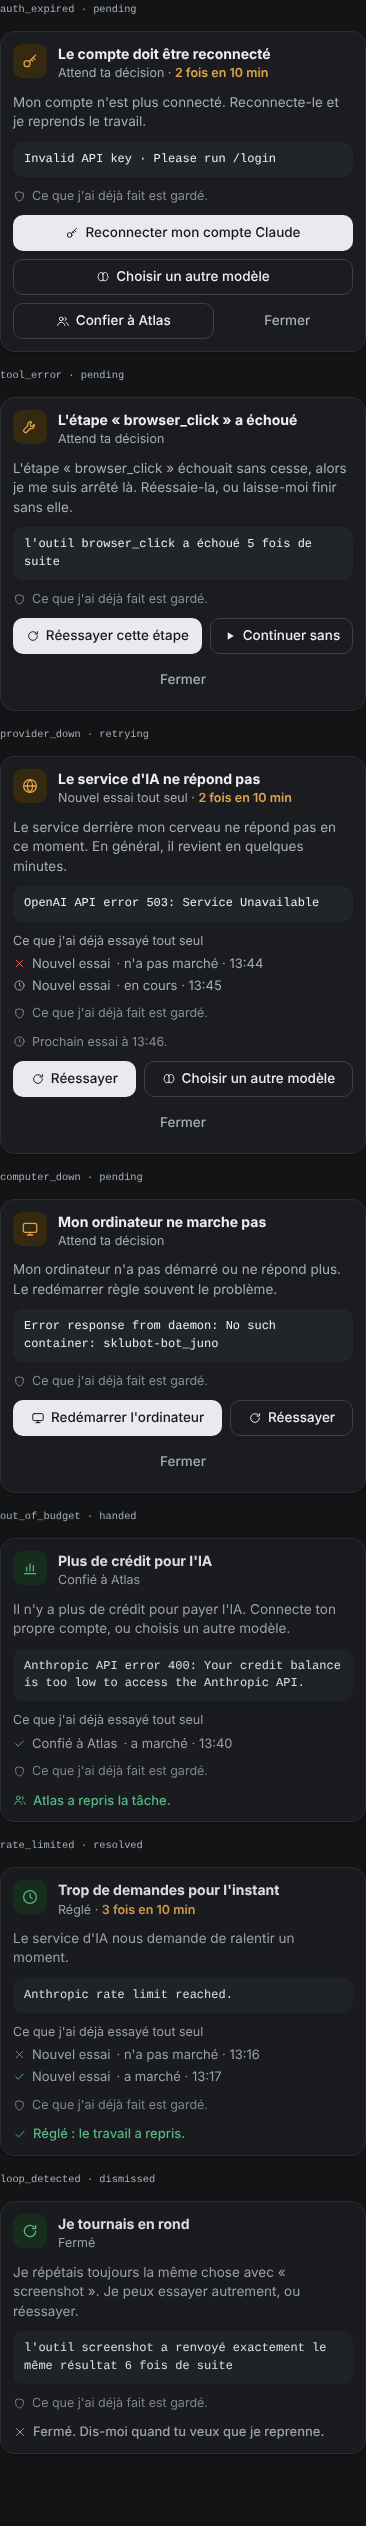 auth_expired · pending
Le compte doit être reconnecté
Attend ta décision · 2 fois en 10 min
Mon compte n'est plus connecté. Reconnecte-le et
je reprends le travail.
Invalid API key · Please run /login
Ce que j'ai déjà fait est gardé.
Reconnecter mon compte Claude
Choisir un autre modèle
Confier à Atlas
Fermer
tool_error · pending
L'étape « browser_click » a échoué
Attend ta décision
L'étape « browser_click » échouait sans cesse, alors
je me suis arrêté là. Réessaie-la, ou laisse-moi finir
sans elle.
l'outil browser_click a échoué 5 fois de
suite
Ce que j'ai déjà fait est gardé.
Réessayer cette étape
Continuer sans
Fermer
provider_down · retrying
Le service d'IA ne répond pas
Nouvel essai tout seul · 2 fois en 10 min
Le service derrière mon cerveau ne répond pas en
ce moment. En général, il revient en quelques
minutes.
OpenAI API error 503: Service Unavailable
Ce que j'ai déjà essayé tout seul
Nouvel essai · n'a pas marché · 13:44
Nouvel essai · en cours · 13:45
Ce que j'ai déjà fait est gardé.
Prochain essai à 13:46.
Réessayer
Choisir un autre modèle
Fermer
computer_down · pending
Mon ordinateur ne marche pas
Attend ta décision
Mon ordinateur n'a pas démarré ou ne répond plus.
Le redémarrer règle souvent le problème.
Error response from daemon: No such
container: sklubot-bot_juno
Ce que j'ai déjà fait est gardé.
Redémarrer l'ordinateur
Réessayer
Fermer
out_of_budget · handed
Plus de crédit pour l'IA
Confié à Atlas
Il n'y a plus de crédit pour payer l'IA. Connecte ton
propre compte, ou choisis un autre modèle.
Anthropic API error 400: Your credit balance
is too low to access the Anthropic API.
Ce que j'ai déjà essayé tout seul
Confié à Atlas · a marché · 13:40
Ce que j'ai déjà fait est gardé.
Atlas a repris la tâche.
rate_limited · resolved
Trop de demandes pour l'instant
Réglé · 3 fois en 10 min
Le service d'IA nous demande de ralentir un
moment.
Anthropic rate limit reached.
Ce que j'ai déjà essayé tout seul
Nouvel essai · n'a pas marché · 13:16
Nouvel essai · a marché · 13:17
Ce que j'ai déjà fait est gardé.
Réglé : le travail a repris.
loop_detected · dismissed
Je tournais en rond
Fermé
Je répétais toujours la même chose avec «
screenshot ». Je peux essayer autrement, ou
réessayer.
l'outil screenshot a renvoyé exactement le
même résultat 6 fois de suite
Ce que j'ai déjà fait est gardé.
Fermé. Dis-moi quand tu veux que je reprenne.